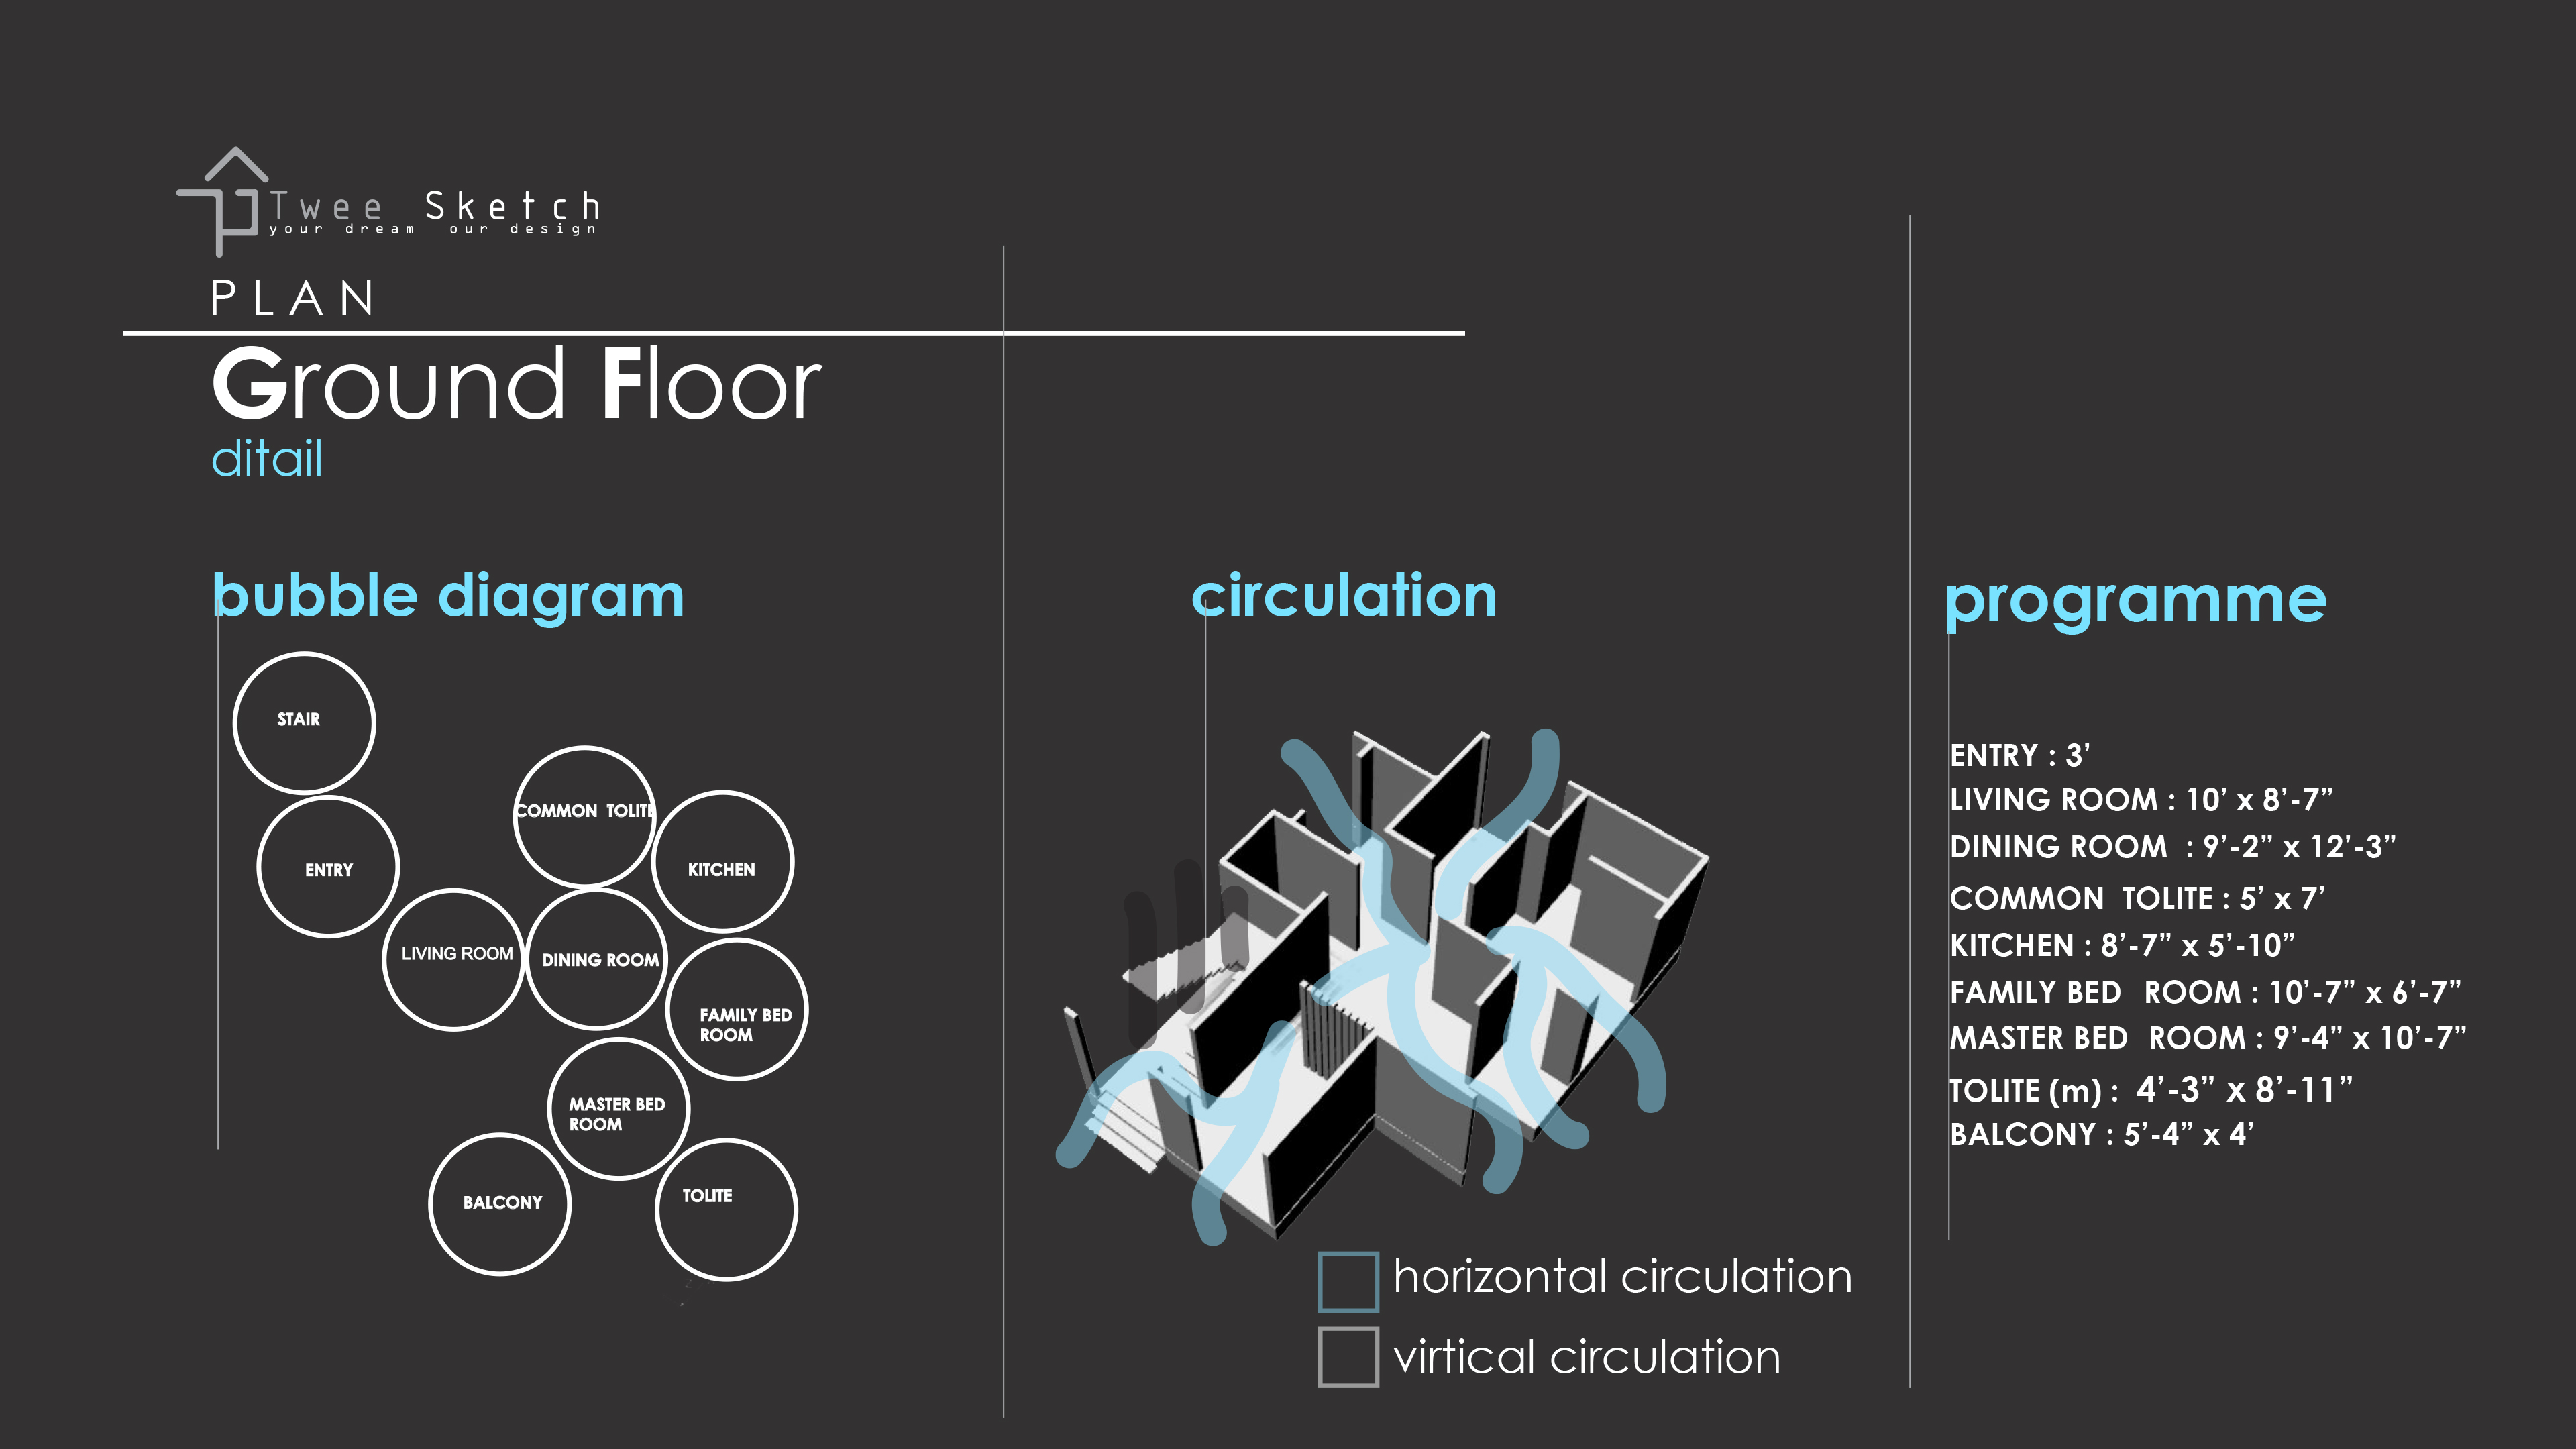 Twee Sketch
your dream our design
PLAN
Ground Floor
ditail
bubble diagram
STAIR
COMMON TOLITE
KITCHEN
ENTRY
LIVING ROOM
DINING ROOM
FAMILY BED
ROOM
MASTER BED
ROOM
BALCONY
TOLITE
circulation
horizontal circulation
virtical circulation
programme
ENTRY : 3’
LIVING ROOM : 10’ x 8’-7”
DINING ROOM : 9’-2” x 12’-3”
COMMON TOLITE : 5’ x 7’
KITCHEN : 8’-7” x 5’-10”
FAMILY BED ROOM : 10’-7” x 6’-7”
MASTER BED ROOM : 9’-4” x 10’-7”
TOLITE (m) : 4’-3” x 8’-11”
BALCONY : 5’-4” x 4’